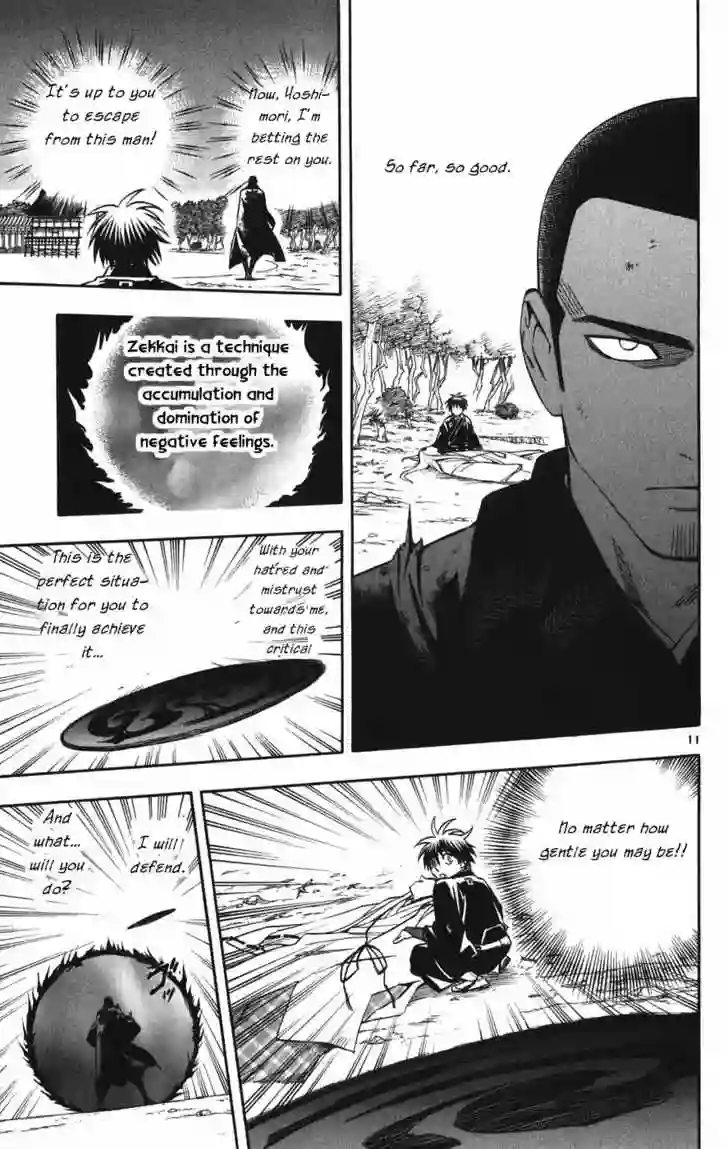 So far, so good.
Now, Yoshi-
mori, I'm
betting the
rest on you.
It's up to you
to escape
from this man!
Zekkai is a technique
created through the
accumulation and
domination of
negative feelings.
With your
hatred and
mistrust
towards me,
and this
critical
This is the
perfect situa-
tion for you to
finally achieve
it...
11
No matter how
gentle you may be!!
I will
defend.
And
what...
will you
do?